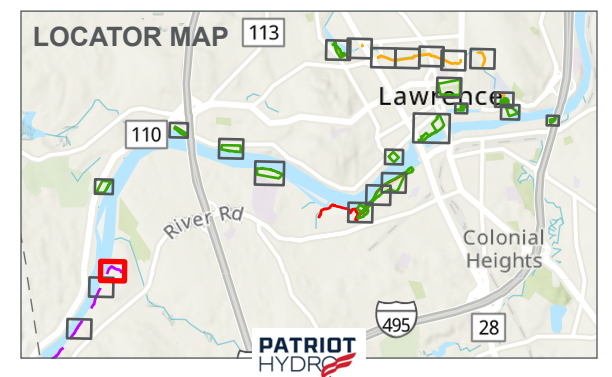 LOCATOR MAP
113
Lawrence
110
River Rd
Colonial
Heights
495
28
PATRIOT
HYDRO